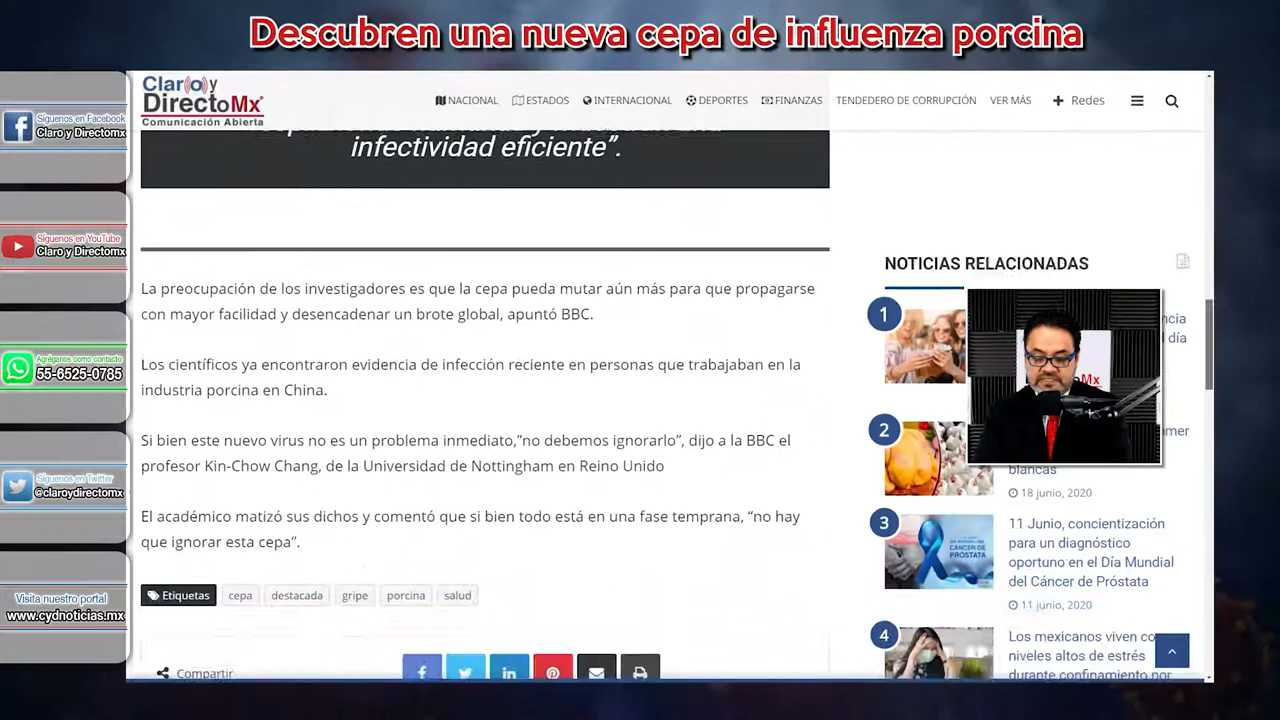 Descubren una nueva cepa de influenza porcina
Síguenos en Facebook
Claro y Directomx
Síguenos en YouTube
Claro y Directomx
Agréganos como contacto
55-6525-0785
Síguenos en Twitter
@claroydirectomx
Visita nuestro portal
www.cydnoticias.mx
Claro y
DirectoMx
Comunicación Abierta
NACIONAL ESTADOS INTERNACIONAL DEPORTES FINANZAS TENDEDERO DE CORRUPCIÓN VER MÁS + Redes
infectividad eficiente”.
La preocupación de los investigadores es que la cepa pueda mutar aún más para que propagarse
con mayor facilidad y desencadenar un brote global, apuntó BBC.
Los científicos ya encontraron evidencia de infección reciente en personas que trabajaban en la
industria porcina en China.
Si bien este nuevo virus no es un problema inmediato,”no debemos ignorarlo”, dijo a la BBC el
profesor Kin-Chow Chang, de la Universidad de Nottingham en Reino Unido
El académico matizó sus dichos y comentó que si bien todo está en una fase temprana, “no hay
que ignorar esta cepa”.
Etiquetas cepa destacada gripe porcina salud
Compartir
NOTICIAS RELACIONADAS
1
día
2
blancas
18 junio, 2020
3
11 Junio, concientización
para un diagnóstico
oportuno en el Día Mundial
del Cáncer de Próstata
11 junio, 2020
4
Los mexicanos viven co
niveles altos de estrés
durante confinamiento por